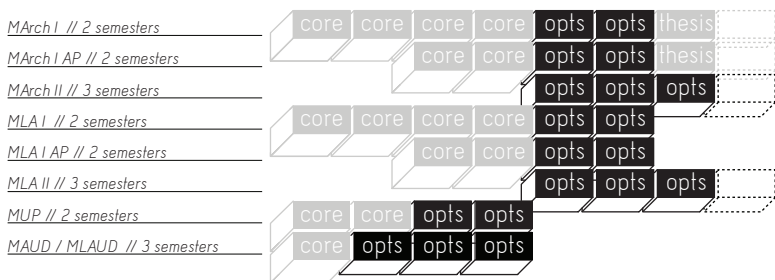 MArch I // 2 semesters core core core core opts opts thesis
MArch I AP // 2 semesters core core opts opts thesis
MArch II // 3 semesters opts opts opts
MLA I // 2 semesters core core core core opts opts
MLA I AP // 2 semesters core core opts opts
MLA II // 3 semesters opts opts opts
MUP // 2 semesters core core opts opts
MAUD / MLAUD // 3 semesters core opts opts opts